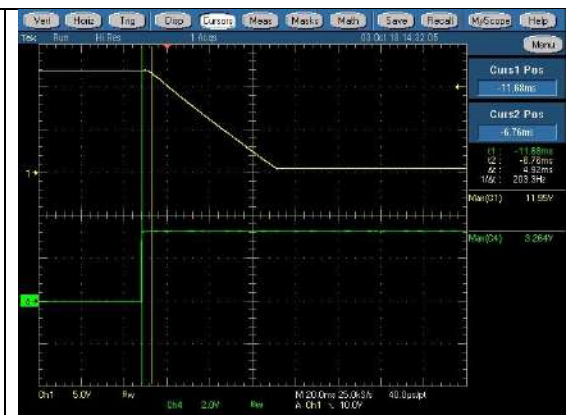 Vert Horiz Trig Disp Cursors Meas Masks Math Save Recall MyScope Help
Tek Run Hi Res 1 Acqs 03 Oct 18 14:32:05
Menu
Curs1 Pos
-11.68ms
Curs2 Pos
-6.76ms
t1 : -11.68ms
t2 : -6.76ms
Δt : 4.92ms
1/Δt : 203.3Hz
Max(C1) 11.95V
Max(C4) 3.264V
Ch1 5.0V Bw
Ch4 2.0V Bw
M 20.0ms 25.0kS/s 40.0µs/pt
A Ch1 ↘ 10.0V